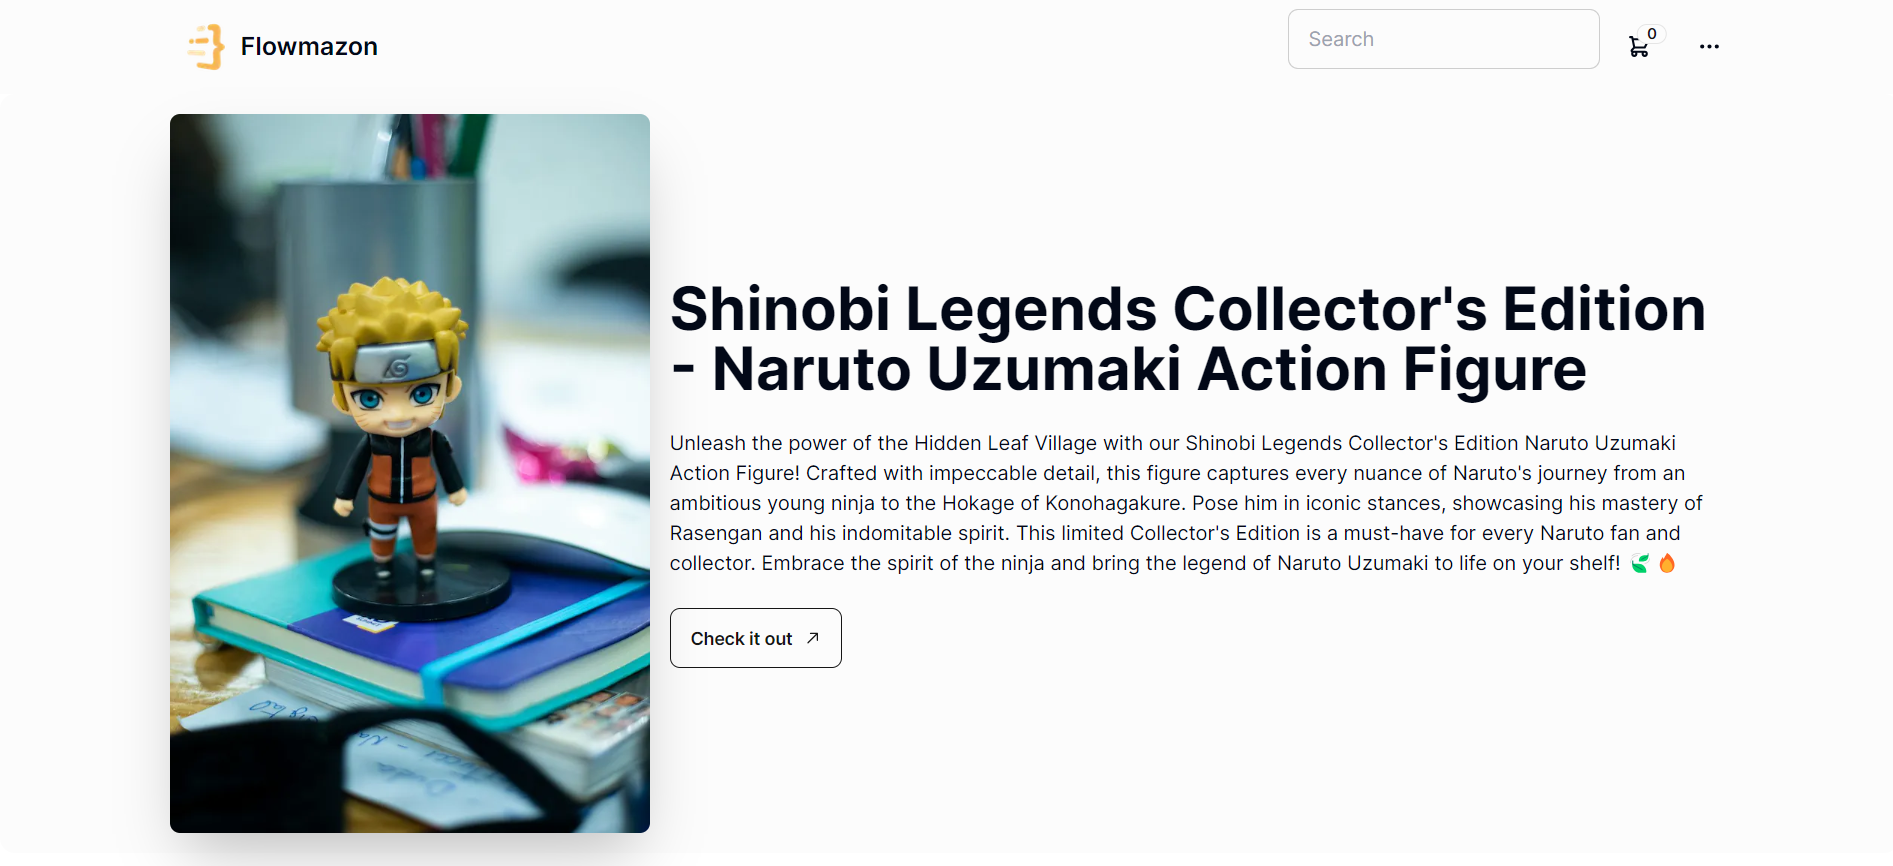 Flowmazon
Search
0
Shinobi Legends Collector's Edition
- Naruto Uzumaki Action Figure
Unleash the power of the Hidden Leaf Village with our Shinobi Legends Collector's Edition Naruto Uzumaki
Action Figure! Crafted with impeccable detail, this figure captures every nuance of Naruto's journey from an
ambitious young ninja to the Hokage of Konohagakure. Pose him in iconic stances, showcasing his mastery of
Rasengan and his indomitable spirit. This limited Collector's Edition is a must-have for every Naruto fan and
collector. Embrace the spirit of the ninja and bring the legend of Naruto Uzumaki to life on your shelf! 🍃🔥
Check it out